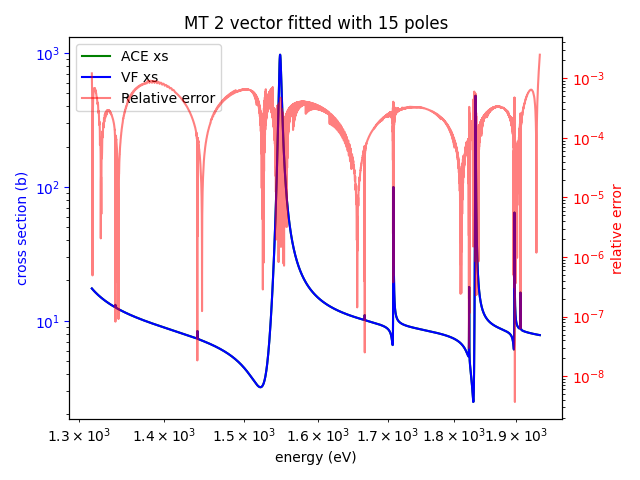 MT 2 vector fitted with 15 poles
ACE xs
VF xs
Relative error
cross section (b)
10³
10²
10¹
relative error
10⁻³
10⁻⁴
10⁻⁵
10⁻⁶
10⁻⁷
10⁻⁸
1.3 × 10³ 1.4 × 10³ 1.5 × 10³ 1.6 × 10³ 1.7 × 10³ 1.8 × 10³ 1.9 × 10³
energy (eV)